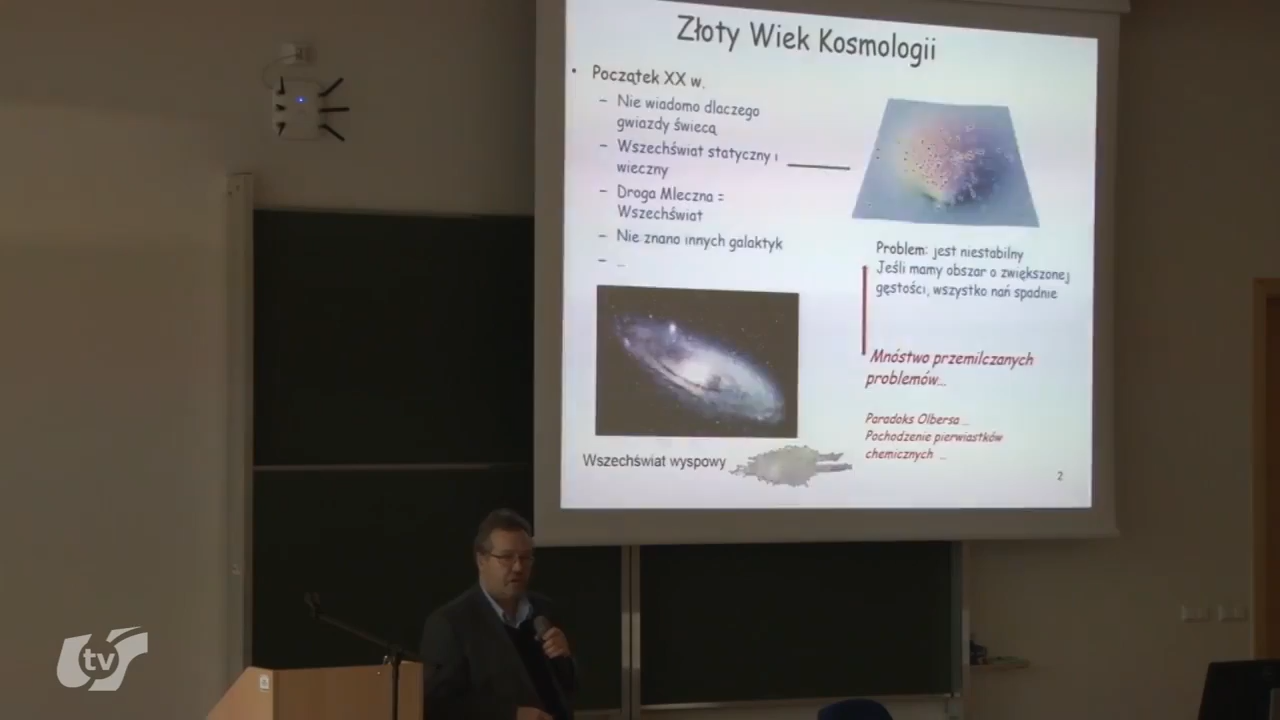 Złoty Wiek Kosmologii
• Początek XX w.
– Nie wiadomo dlaczego
gwiazdy świecą
– Wszechświat statyczny i
wieczny
– Droga Mleczna =
Wszechświat
– Nie znano innych galaktyk
– …
Problem: jest niestabilny
Jeśli mamy obszar o zwiększonej
gęstości, wszystko nań spadnie
Mnóstwo przemilczanych
problemów…
Paradoks Olbersa …
Pochodzenie pierwiastków
chemicznych …
Wszechświat wyspowy
2
tv